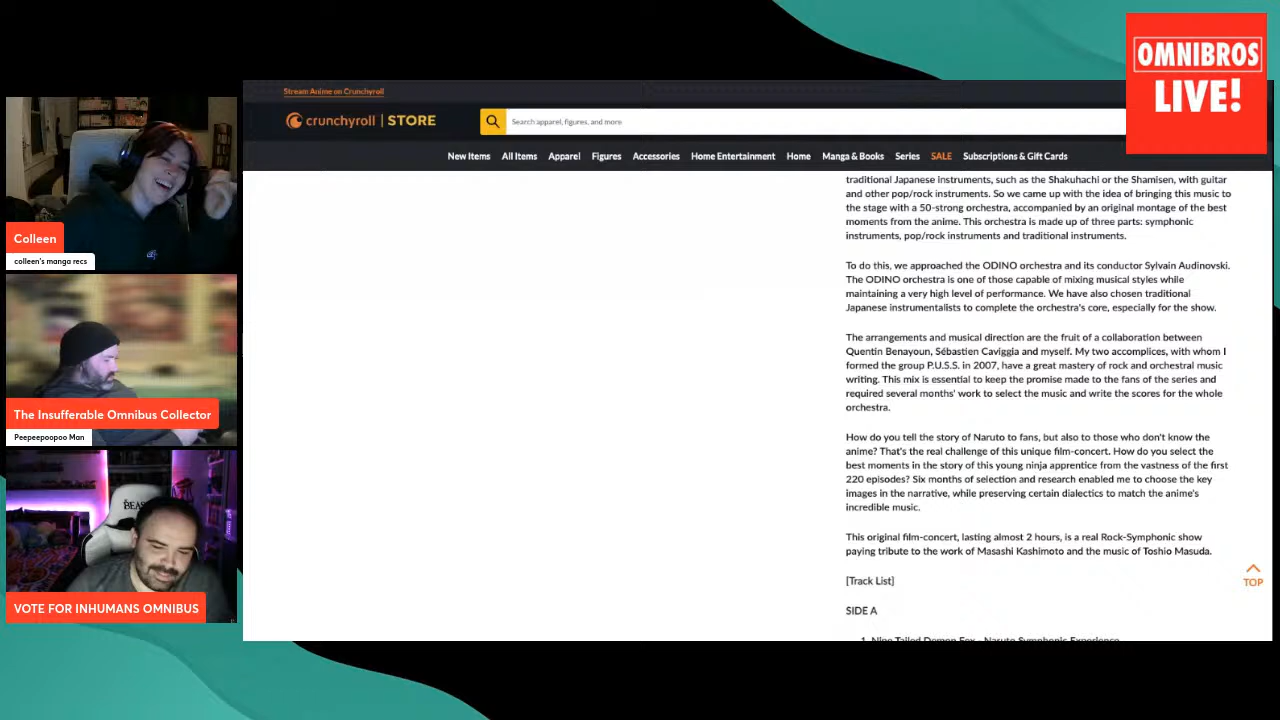 OMNIBROS
LIVE!
Stream Anime on Crunchyroll
crunchyroll | STORE
Search apparel, figures, and more
New Items All Items Apparel Figures Accessories Home Entertainment Home Manga & Books Series SALE Subscriptions & Gift Cards
traditional Japanese instruments, such as the Shakuhachi or the Shamisen, with guitar
and other pop/rock instruments. So we came up with the idea of bringing this music to
the stage with a 50-strong orchestra, accompanied by an original montage of the best
moments from the anime. This orchestra is made up of three parts: symphonic
instruments, pop/rock instruments and traditional instruments.
To do this, we approached the ODINO orchestra and its conductor Sylvain Audinovski.
The ODINO orchestra is one of those capable of mixing musical styles while
maintaining a very high level of performance. We have also chosen traditional
Japanese instrumentalists to complete the orchestra's core, especially for the show.
The arrangements and musical direction are the fruit of a collaboration between
Quentin Benayoun, Sébastien Caviggia and myself. My two accomplices, with whom I
formed the group P.U.S.S. in 2007, have a great mastery of rock and orchestral music
writing. This mix is essential to keep the promise made to the fans of the series and
required several months' work to select the music and write the scores for the whole
orchestra.
How do you tell the story of Naruto to fans, but also to those who don't know the
anime? That's the real challenge of this unique film-concert. How do you select the
best moments in the story of this young ninja apprentice from the vastness of the first
220 episodes? Six months of selection and research enabled me to choose the key
images in the narrative, while preserving certain dialectics to match the anime's
incredible music.
This original film-concert, lasting almost 2 hours, is a real Rock-Symphonic show
paying tribute to the work of Masashi Kashimoto and the music of Toshio Masuda.
[Track List]
SIDE A
1. Nine Tailed Demon Fox - Naruto Symphonic Experience
TOP
Colleen
colleen's manga recs
The Insufferable Omnibus Collector
Peepeepoopoo Man
BEAS
VOTE FOR INHUMANS OMNIBUS